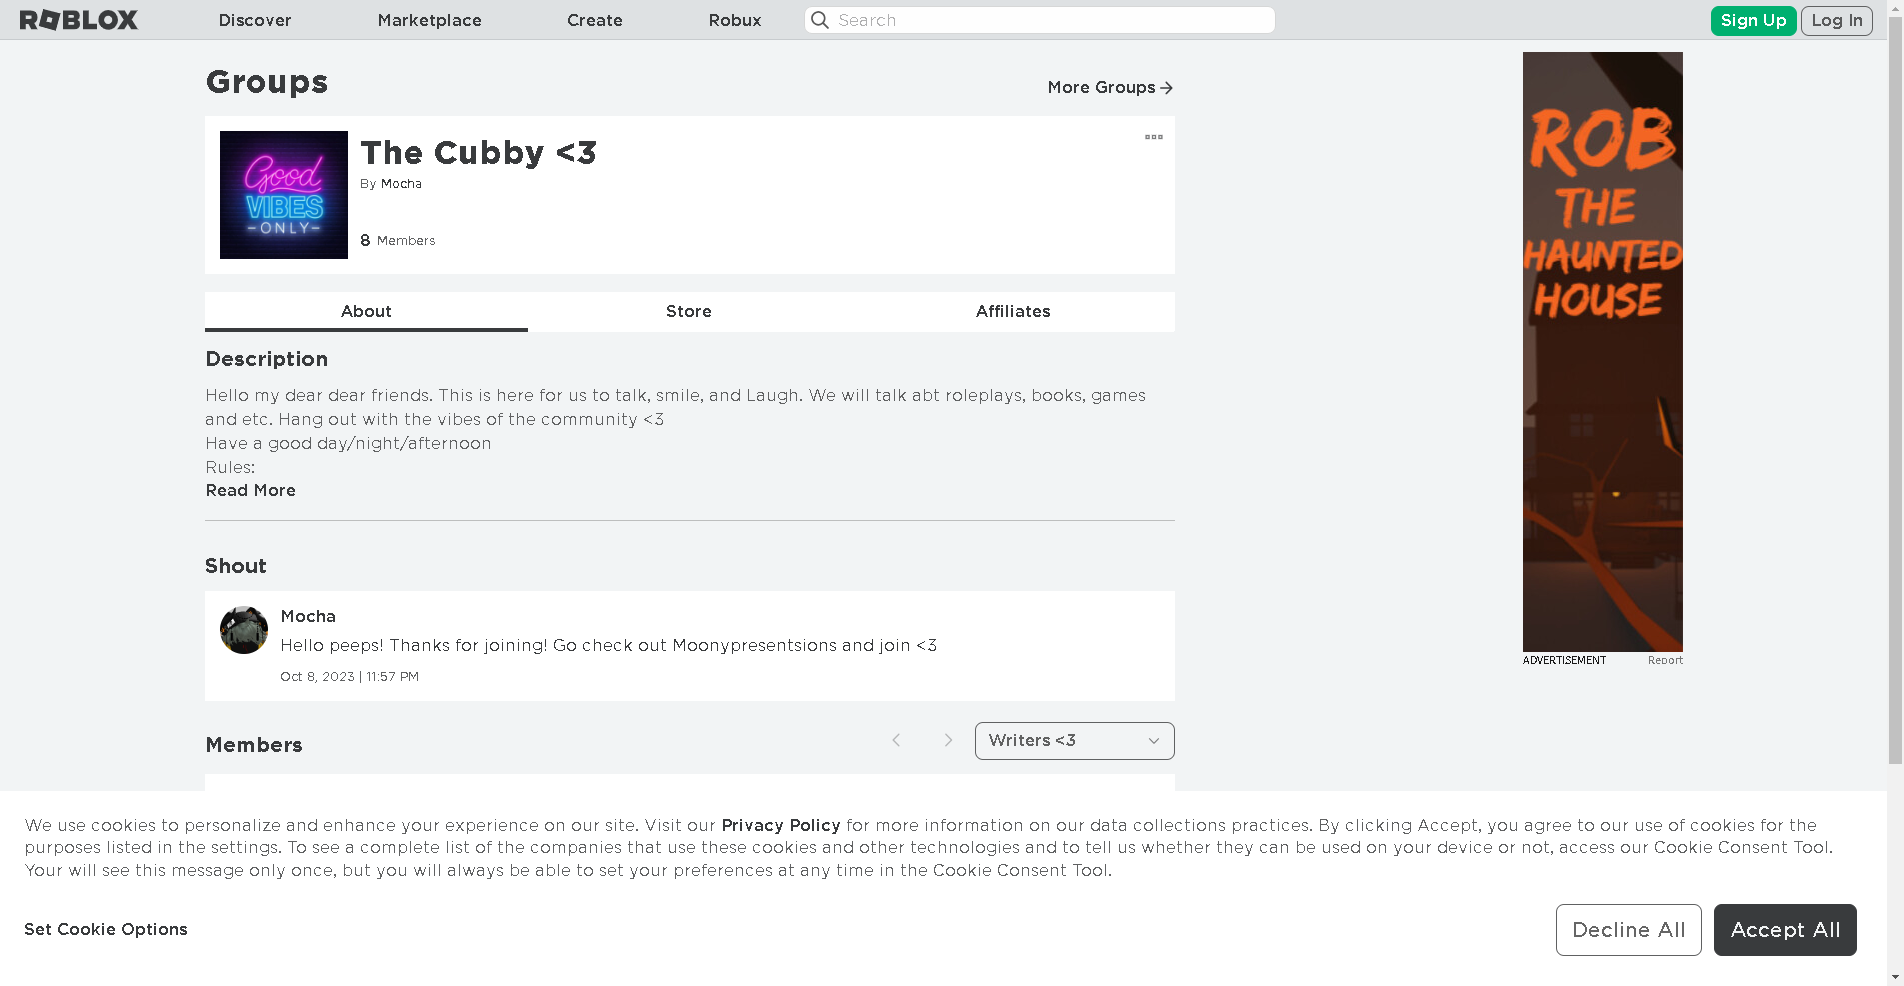 ROBLOX
Discover
Marketplace
Create
Robux
Search
Sign Up
Log In
Groups
More Groups
Good
VIBES
-ONLY-
The Cubby <3
By Mocha
8 Members
About
Store
Affiliates
Description
Hello my dear dear friends. This is here for us to talk, smile, and Laugh. We will talk abt roleplays, books, games
and etc. Hang out with the vibes of the community <3
Have a good day/night/afternoon
Rules:
Read More
Shout
Mocha
Hello peeps! Thanks for joining! Go check out Moonypresentsions and join <3
Oct 8, 2023 | 11:57 PM
Members
Writers <3
ROB
THE
HAUNTED
HOUSE
ADVERTISEMENT
Report
We use cookies to personalize and enhance your experience on our site. Visit our Privacy Policy for more information on our data collections practices. By clicking Accept, you agree to our use of cookies for the
purposes listed in the settings. To see a complete list of the companies that use these cookies and other technologies and to tell us whether they can be used on your device or not, access our Cookie Consent Tool.
Your will see this message only once, but you will always be able to set your preferences at any time in the Cookie Consent Tool.
Set Cookie Options
Decline All
Accept All